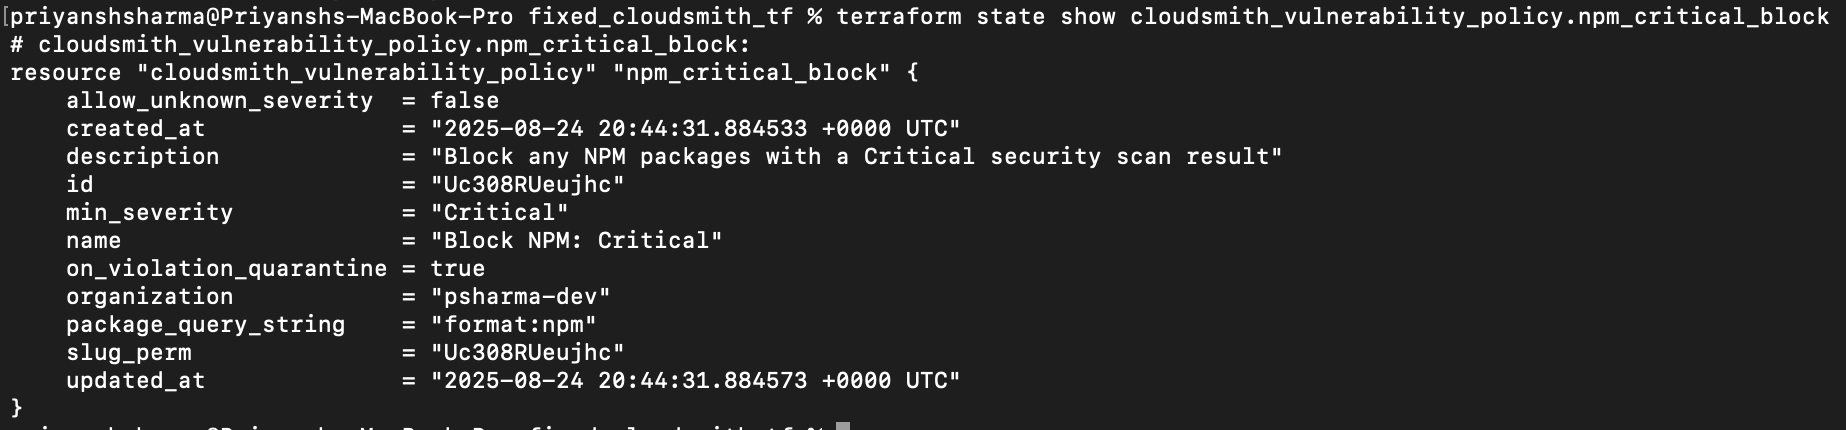 [priyanshsharma@Priyanshs-MacBook-Pro fixed_cloudsmith_tf % terraform state show cloudsmith_vulnerability_policy.npm_critical_block
# cloudsmith_vulnerability_policy.npm_critical_block:
resource "cloudsmith_vulnerability_policy" "npm_critical_block" {
    allow_unknown_severity  = false
    created_at              = "2025-08-24 20:44:31.884533 +0000 UTC"
    description             = "Block any NPM packages with a Critical security scan result"
    id                      = "Uc308RUeujhc"
    min_severity            = "Critical"
    name                    = "Block NPM: Critical"
    on_violation_quarantine = true
    organization            = "psharma-dev"
    package_query_string    = "format:npm"
    slug_perm               = "Uc308RUeujhc"
    updated_at              = "2025-08-24 20:44:31.884573 +0000 UTC"
}